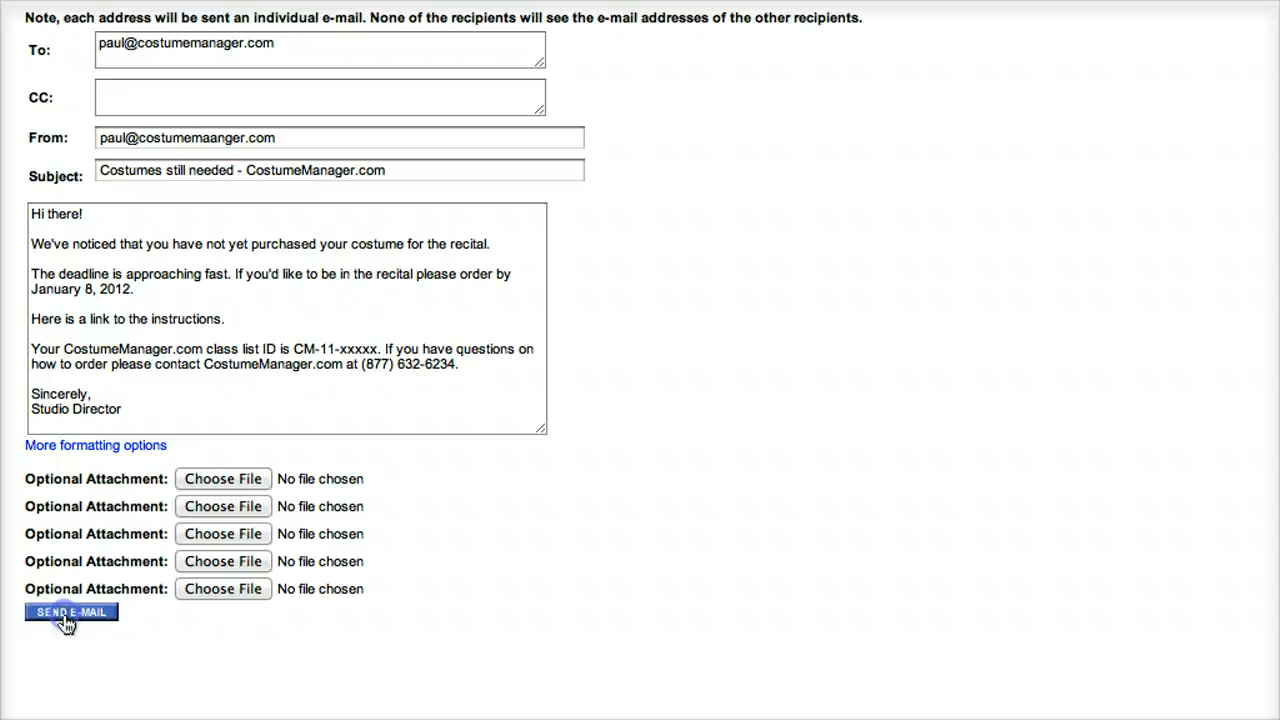 Note, each address will be sent an individual e-mail. None of the recipients will see the e-mail addresses of the other recipients.
To: paul@costumemanager.com
CC:
From: paul@costumemaanger.com
Subject: Costumes still needed - CostumeManager.com
Hi there!
We've noticed that you have not yet purchased your costume for the recital.
The deadline is approaching fast. If you'd like to be in the recital please order by
January 8, 2012.
Here is a link to the instructions.
Your CostumeManager.com class list ID is CM-11-xxxxx. If you have questions on
how to order please contact CostumeManager.com at (877) 632-6234.
Sincerely,
Studio Director
More formatting options
Optional Attachment: Choose File No file chosen
Optional Attachment: Choose File No file chosen
Optional Attachment: Choose File No file chosen
Optional Attachment: Choose File No file chosen
Optional Attachment: Choose File No file chosen
SEND E-MAIL